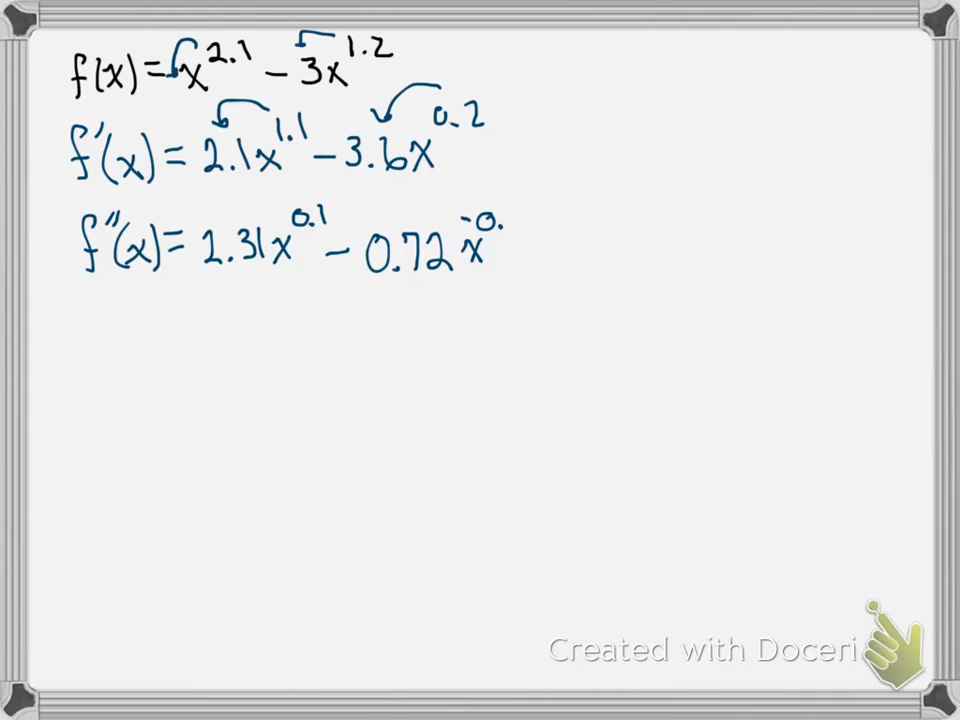 f(x) = x^2.1 - 3x^1.2
f'(x) = 2.1x^1.1 - 3.6x^0.2
f''(x) = 2.31x^0.1 - 0.72x^-0.
Created with Doceri